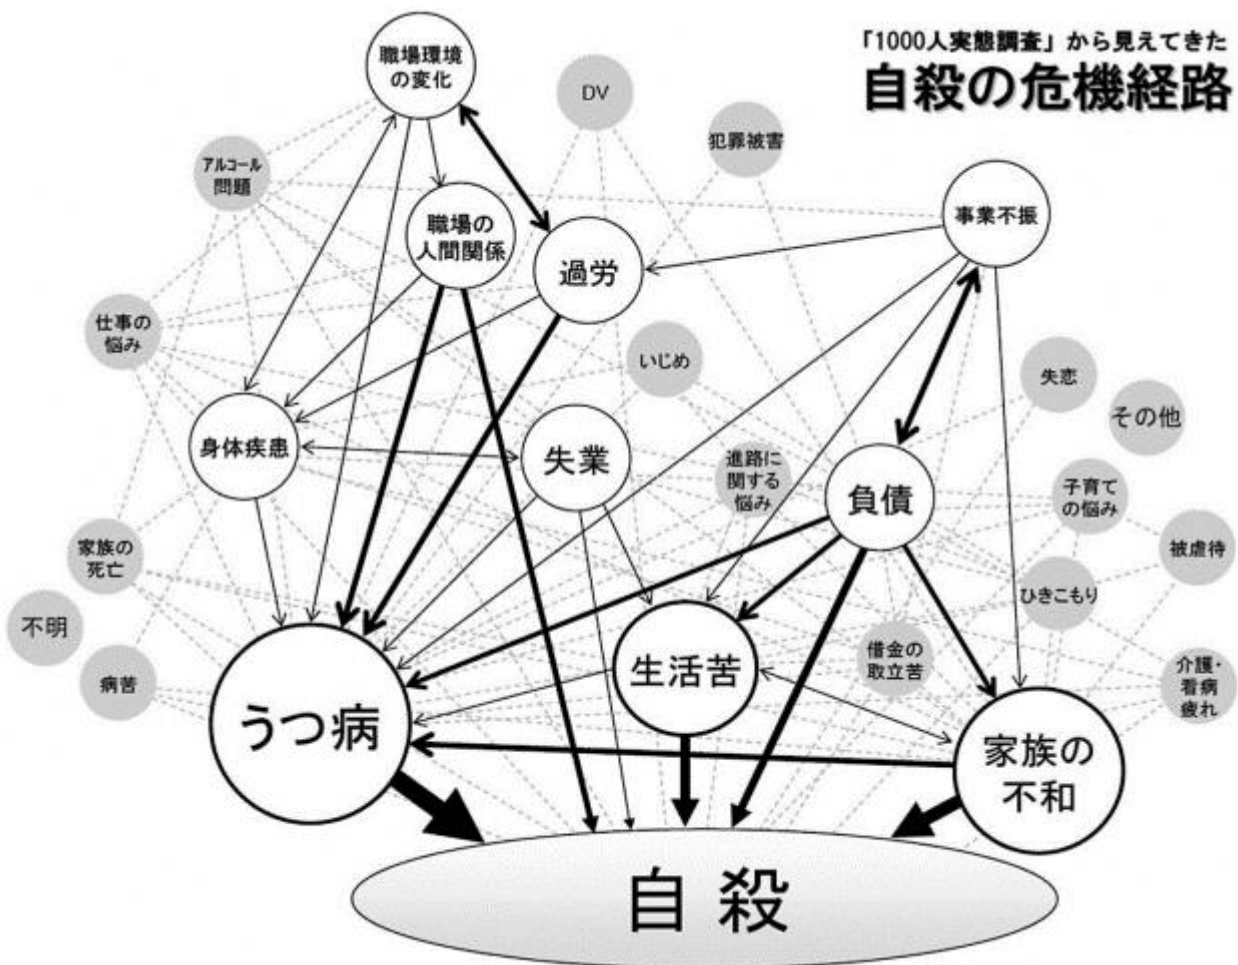 「1000人実態調査」から見えてきた
自殺の危機経路
職場環境
の変化
DV
犯罪被害
アルコール
問題
事業不振
職場の
人間関係
過労
仕事の
悩み
いじめ
失恋
その他
身体疾患
失業
進路に
関する
悩み
負債
子育て
の悩み
家族の
死亡
被虐待
ひきこもり
不明
病苦
うつ病
生活苦
借金の
取立苦
介護・
看病
疲れ
家族の
不和
自殺